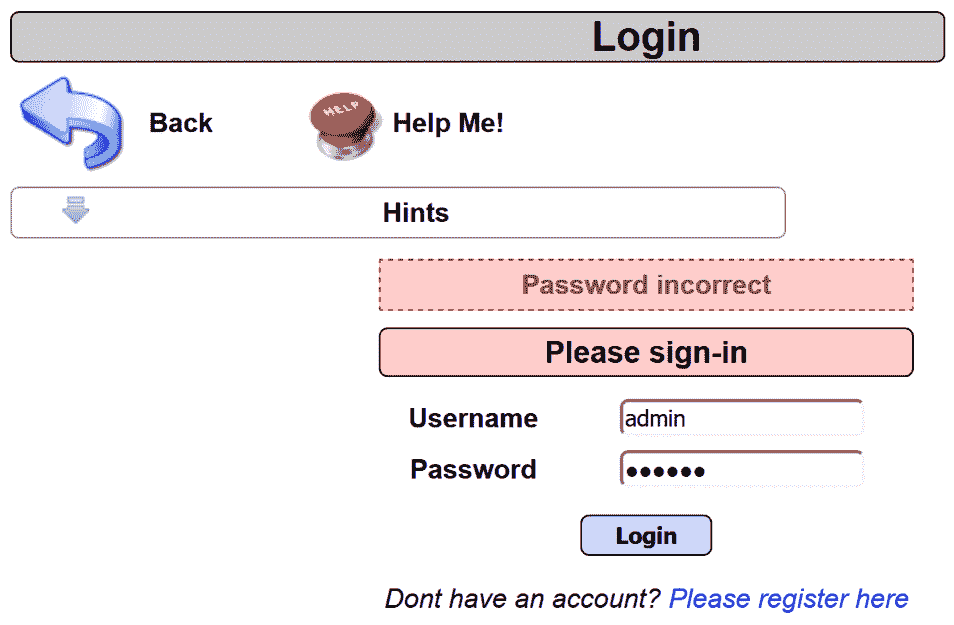 Login
Back
HELP
Help Me!
Hints
Password incorrect
Please sign-in
Username admin
Password ••••••
Login
Dont have an account? Please register here